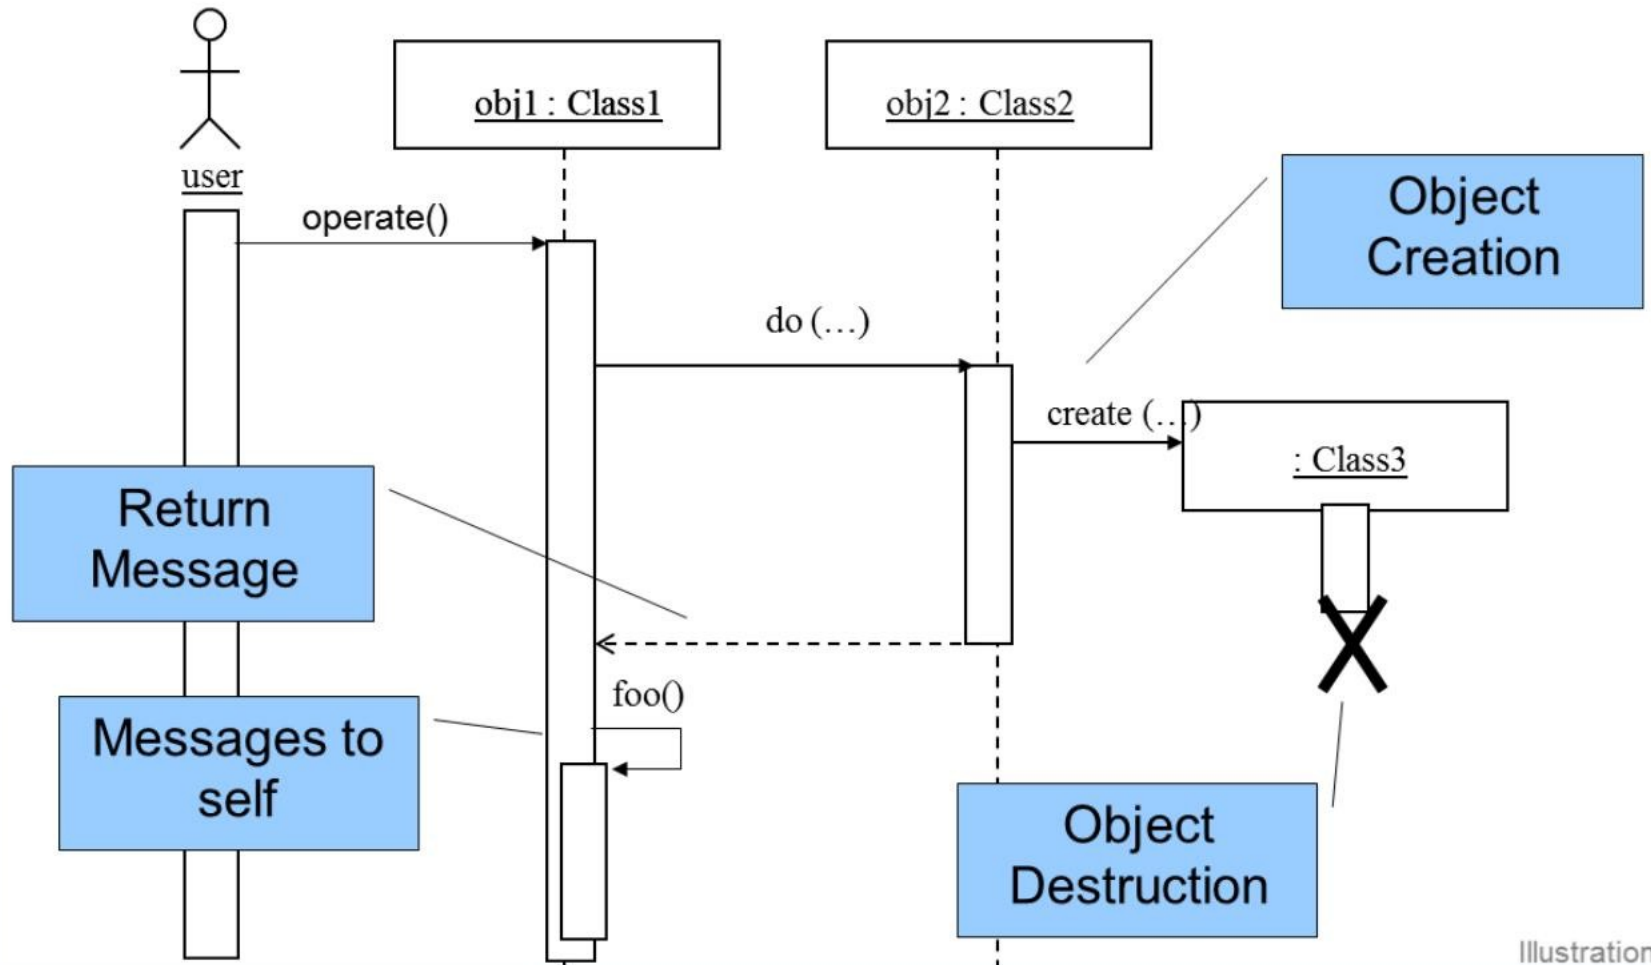 obj1 : Class1
obj2 : Class2
user
operate()
Object
Creation
do (…)
create (…)
: Class3
Return
Message
foo()
Messages to
self
Object
Destruction
Illustration